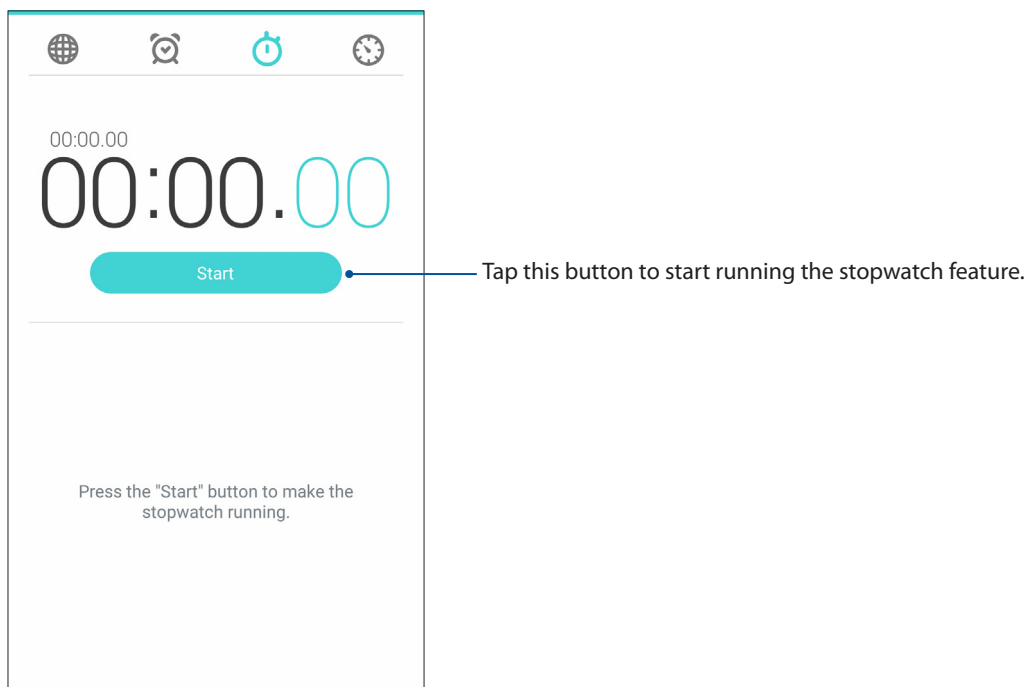 00:00.00
00:00.00
Start
Tap this button to start running the stopwatch feature.
Press the "Start" button to make the
stopwatch running.